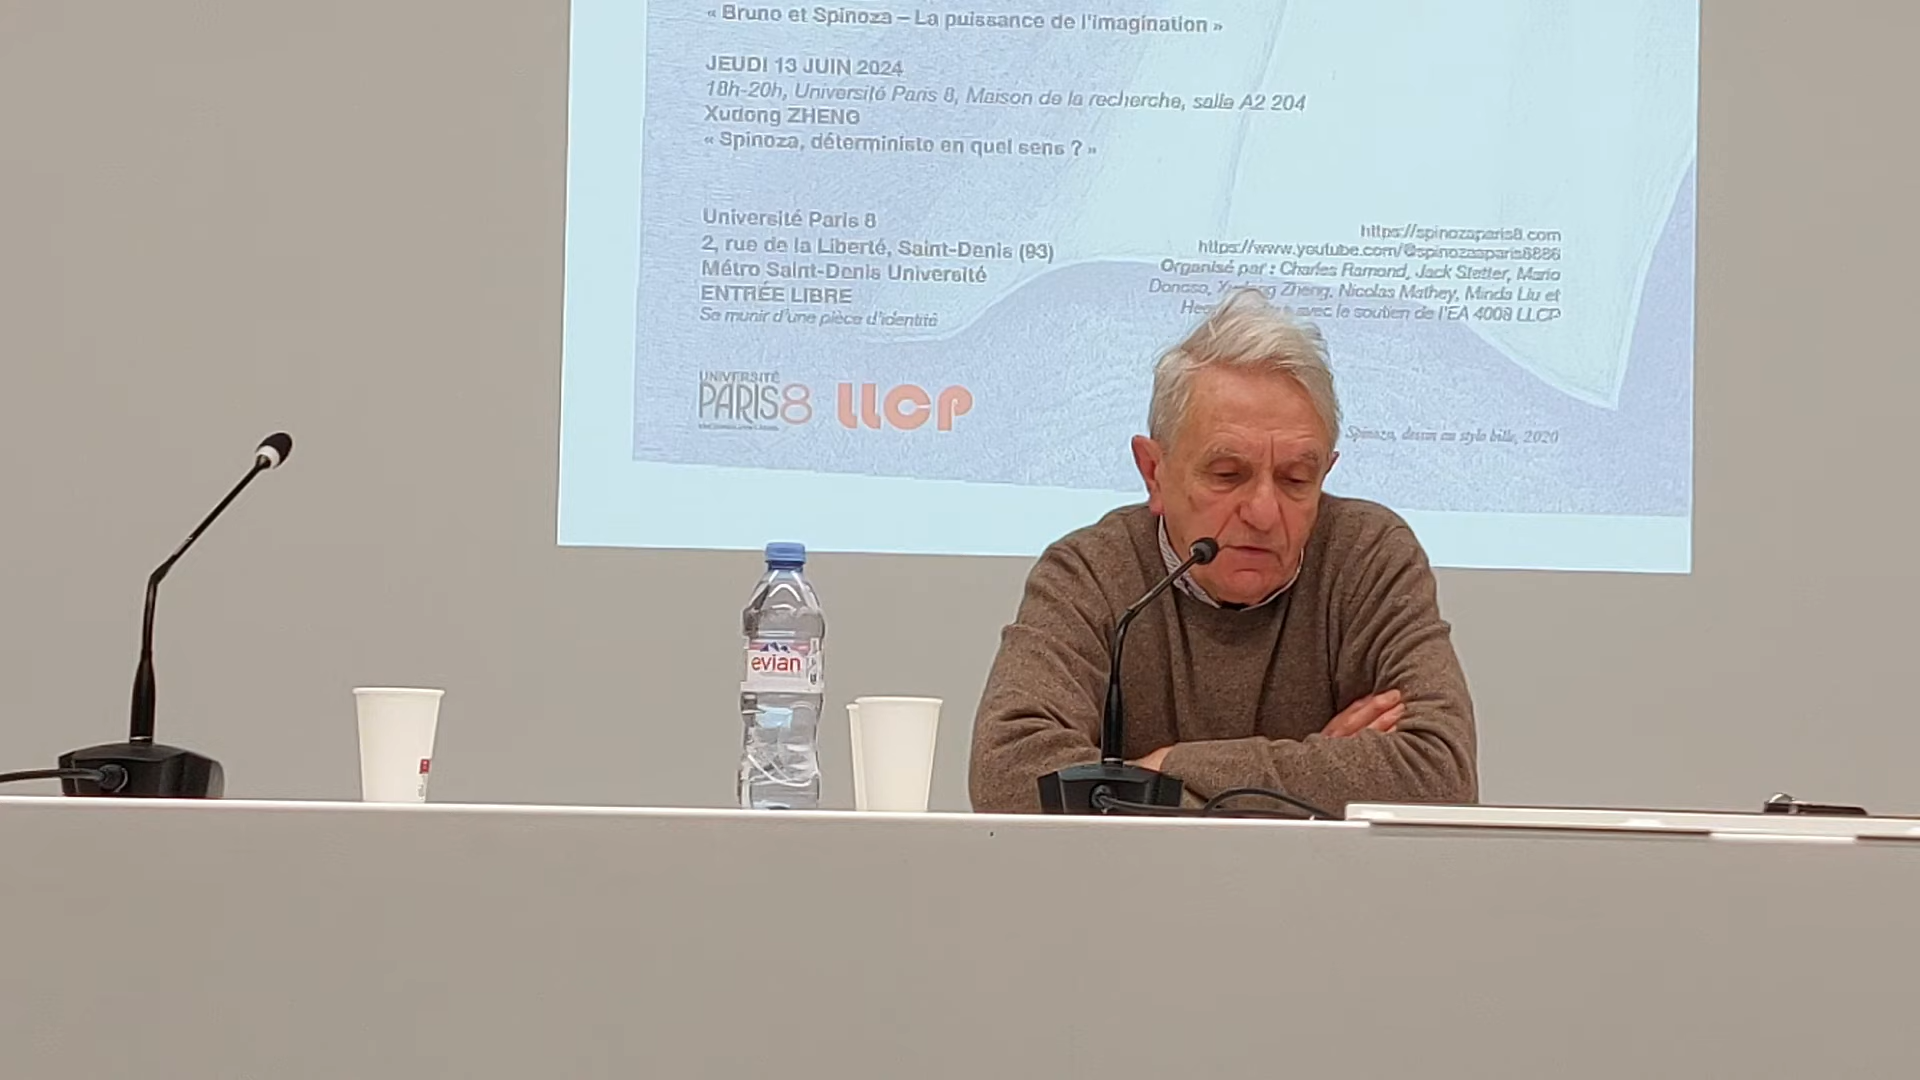 « Bruno et Spinoza – La puissance de l'imagination »
JEUDI 13 JUIN 2024
18h-20h, Université Paris 8, Maison de la recherche, salle A2 204
Xudong ZHENG
« Spinoza, déterministe en quel sens ? »
Université Paris 8
2, rue de la Liberté, Saint-Denis (93)
Métro Saint-Denis Université
ENTRÉE LIBRE
Se munir d'une pièce d'identité
https://spinozaparis8.com
https://www.youtube.com/@spinozaaparis8886
Organisé par : Charles Ramond, Jack Stetter, Mario
Donoso, Zheng, Nicolas Mathey, Minda Liu et
avec le soutien de l'EA 4008 LLCP
UNIVERSITÉ
PARIS8
LLCP
Spinoza, dessin au stylo bille, 2020
evian